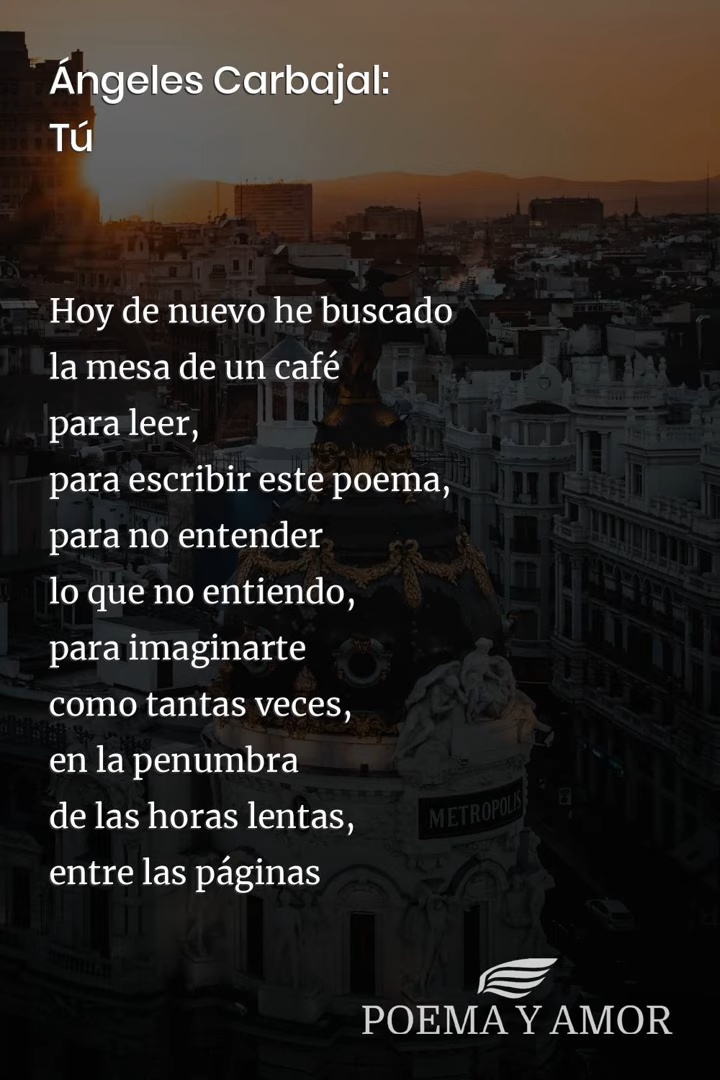 Ángeles Carbajal:
Tú
Hoy de nuevo he buscado
la mesa de un café
para leer,
para escribir este poema,
para no entender
lo que no entiendo,
para imaginarte
como tantas veces,
en la penumbra
de las horas lentas,
entre las páginas
METROPOLIS
POEMA Y AMOR